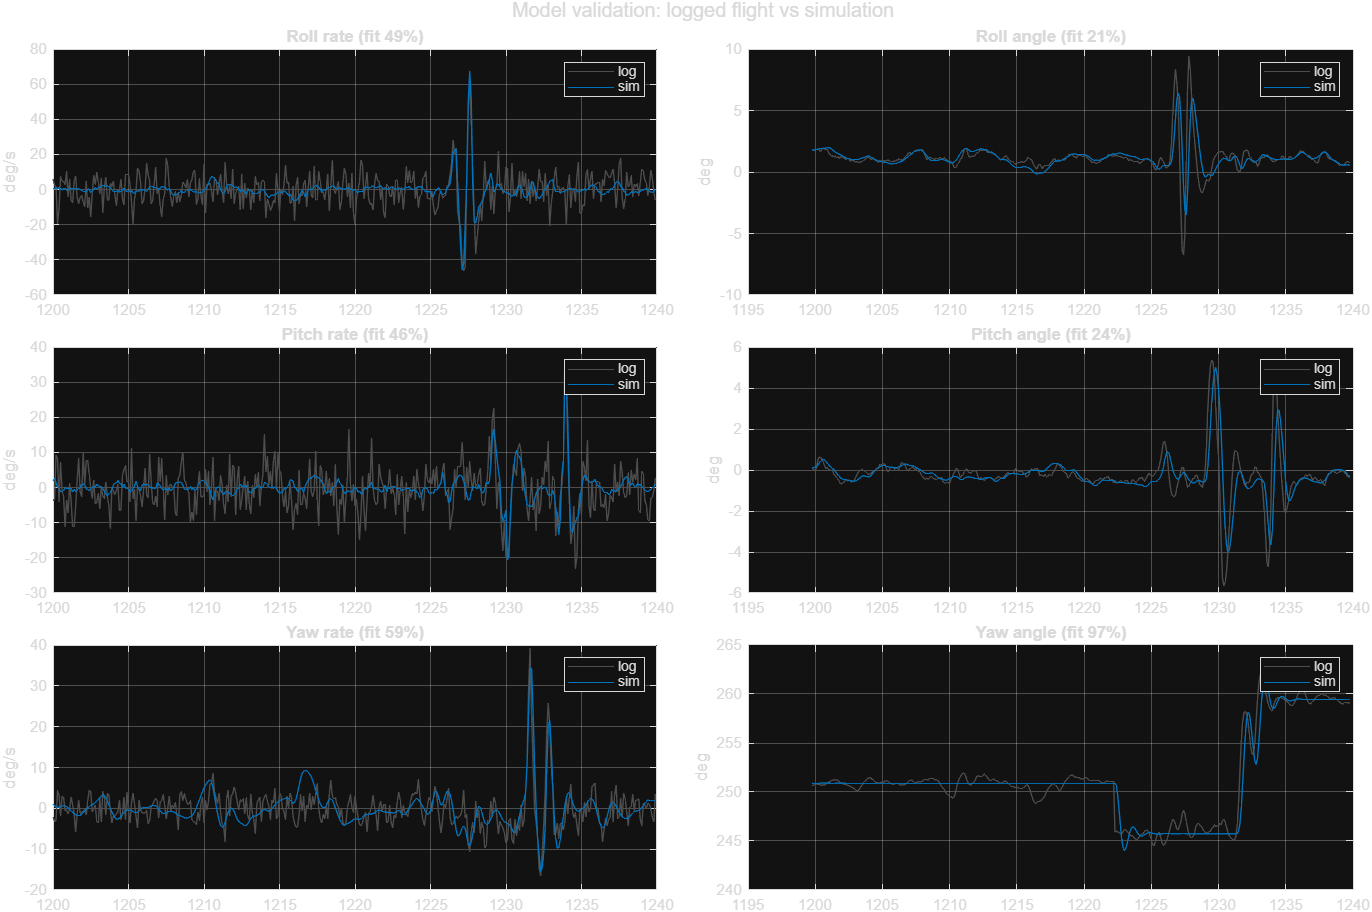 Model validation: logged flight vs simulation
Roll rate (fit 49%)
80
60
40
20
0
-20
-40
-60
deg/s
log
sim
1200 1205 1210 1215 1220 1225 1230 1235 1240
Roll angle (fit 21%)
10
5
0
-5
-10
deg
log
sim
1195 1200 1205 1210 1215 1220 1225 1230 1235 1240
Pitch rate (fit 46%)
40
30
20
10
0
-10
-20
-30
deg/s
log
sim
1200 1205 1210 1215 1220 1225 1230 1235 1240
Pitch angle (fit 24%)
6
4
2
0
-2
-4
-6
deg
log
sim
1195 1200 1205 1210 1215 1220 1225 1230 1235 1240
Yaw rate (fit 59%)
40
30
20
10
0
-10
-20
deg/s
log
sim
1200 1205 1210 1215 1220 1225 1230 1235 1240
Yaw angle (fit 97%)
265
260
255
250
245
240
deg
log
sim
1195 1200 1205 1210 1215 1220 1225 1230 1235 1240